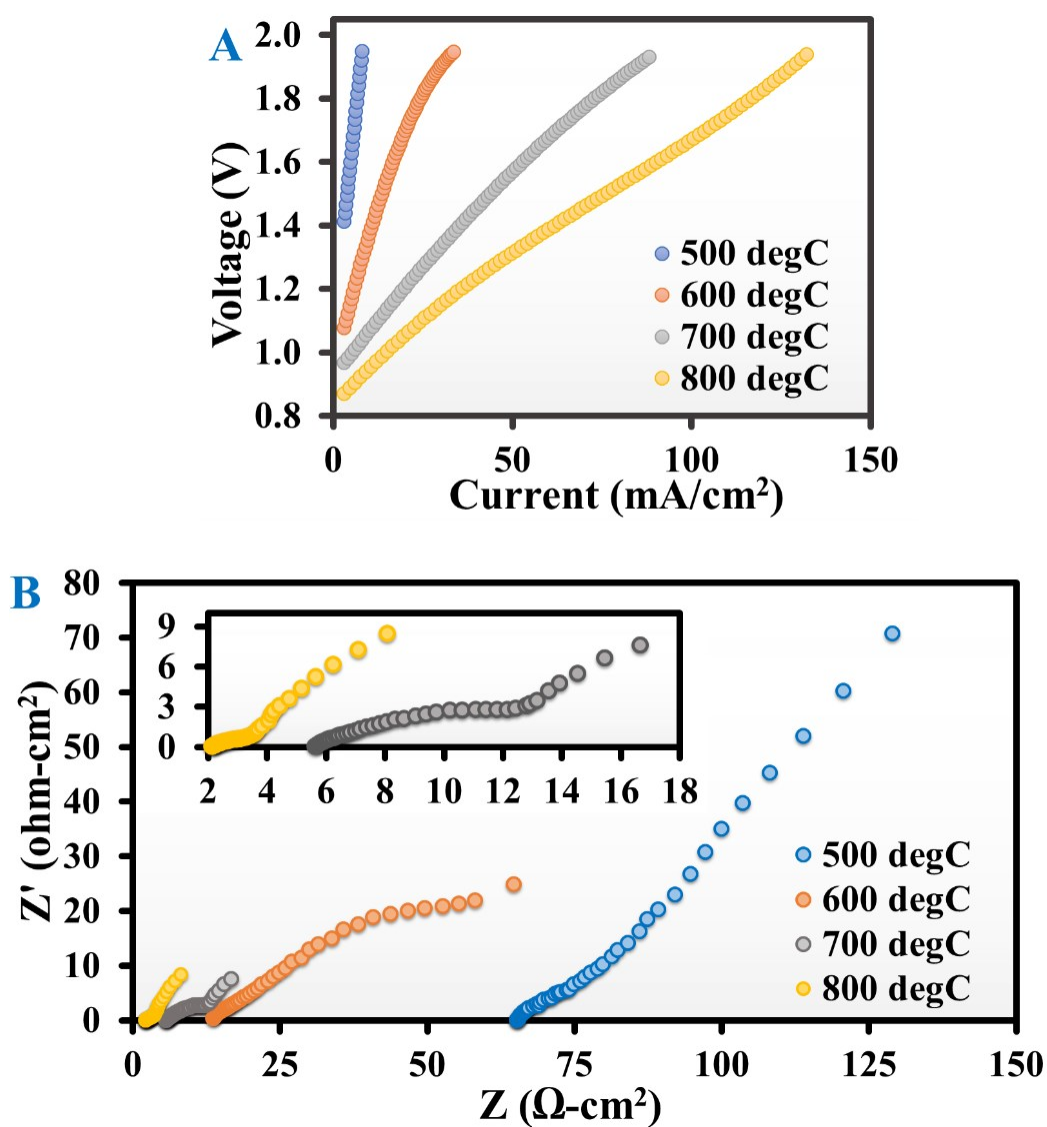 A
2.0
1.8
1.6
1.4
1.2
1.0
0.8
Voltage (V)
500 degC
600 degC
700 degC
800 degC
0 50 100 150
Current (mA/cm²)
B
80
70
60
50
40
30
20
10
0
Z' (ohm-cm²)
9
6
3
0
2 4 6 8 10 12 14 16 18
500 degC
600 degC
700 degC
800 degC
0 25 50 75 100 125 150
Z (Ω-cm²)